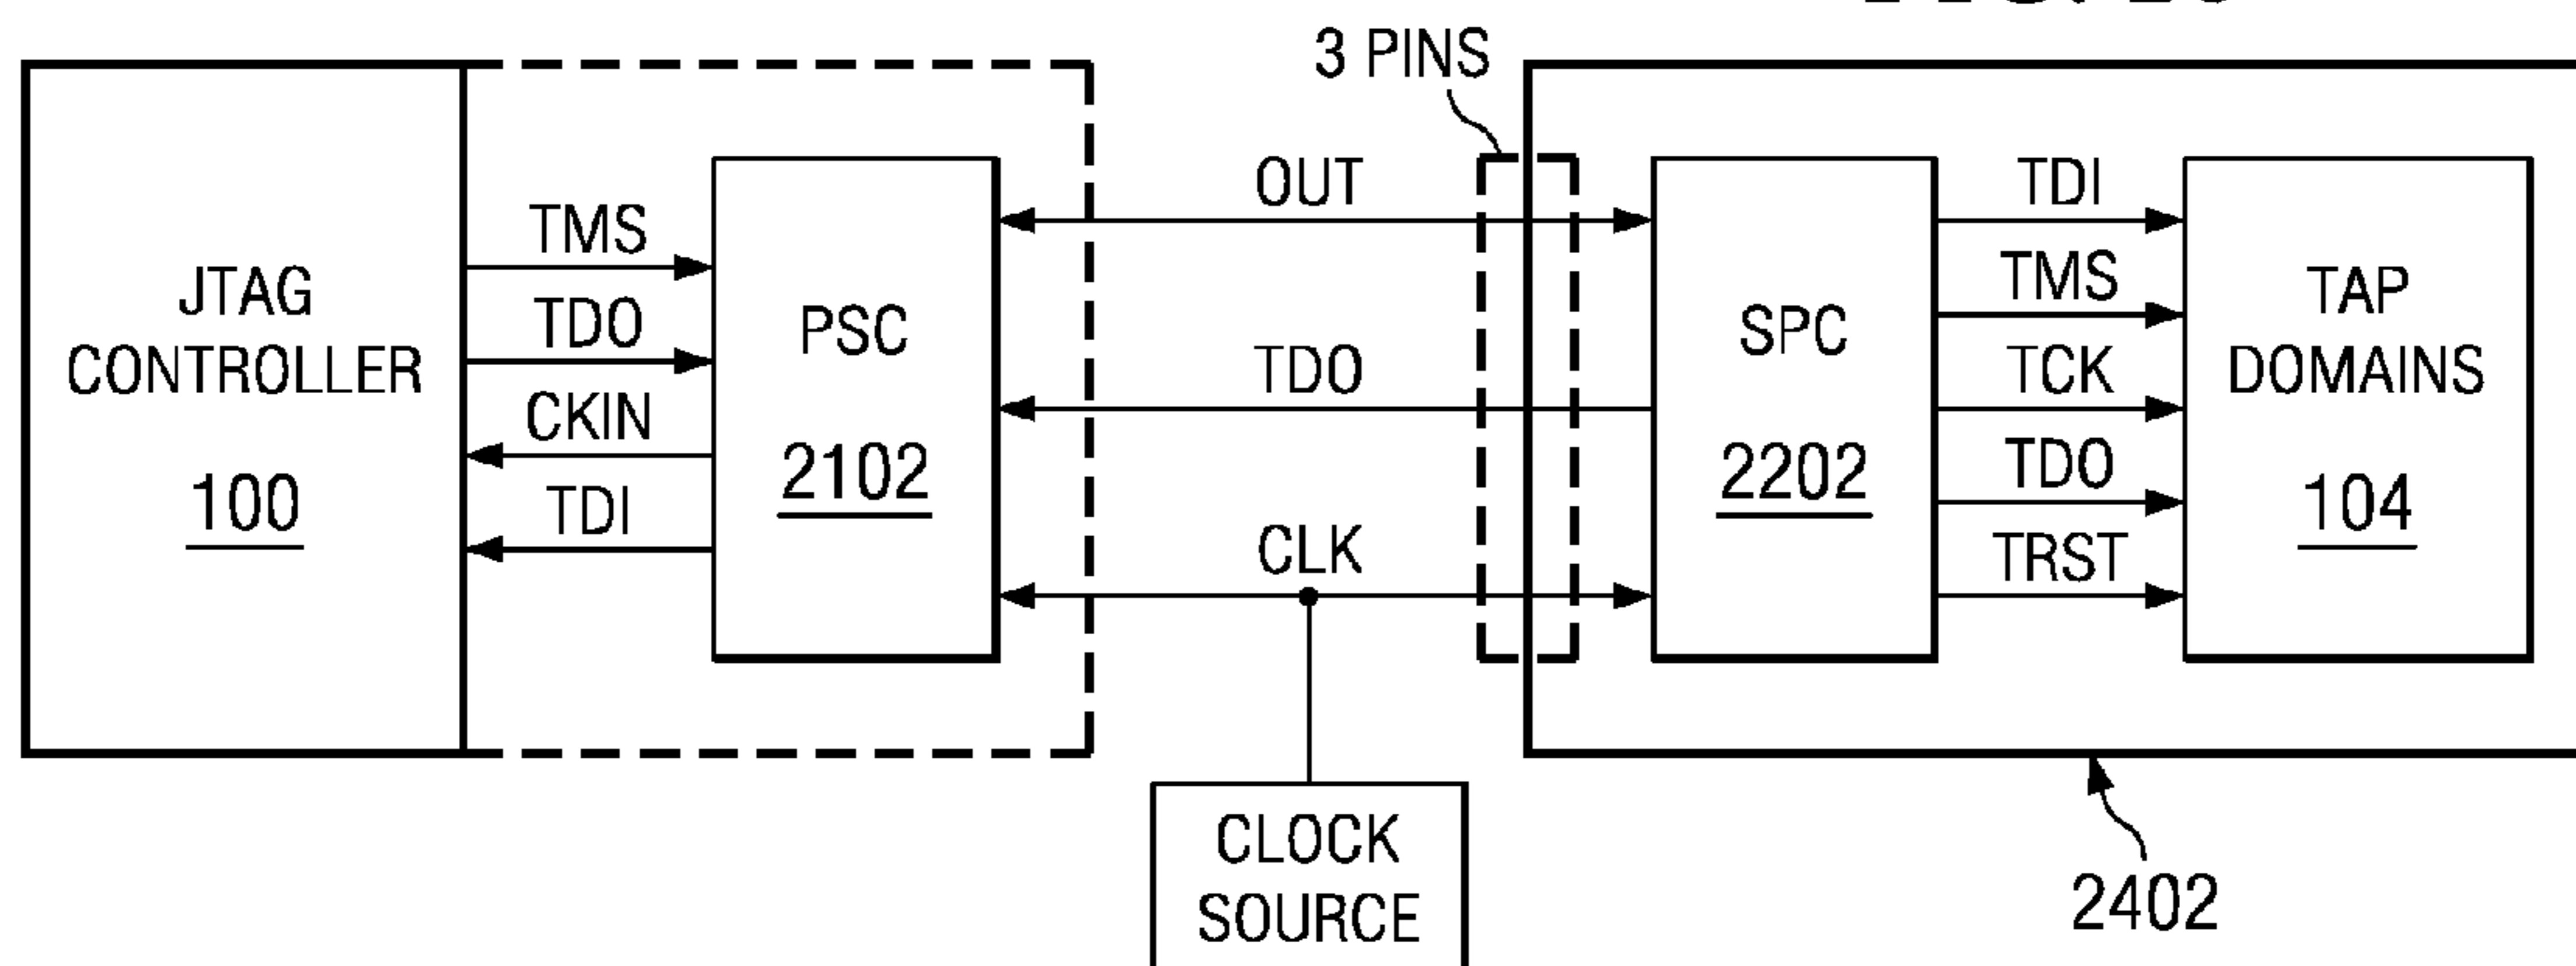 3 PINS
JTAG
CONTROLLER
100
TMS
TDO
CKIN
TDI
PSC
2102
OUT
TDO
CLK
SPC
2202
TDI
TMS
TCK
TDO
TRST
TAP
DOMAINS
104
CLOCK
SOURCE
2402